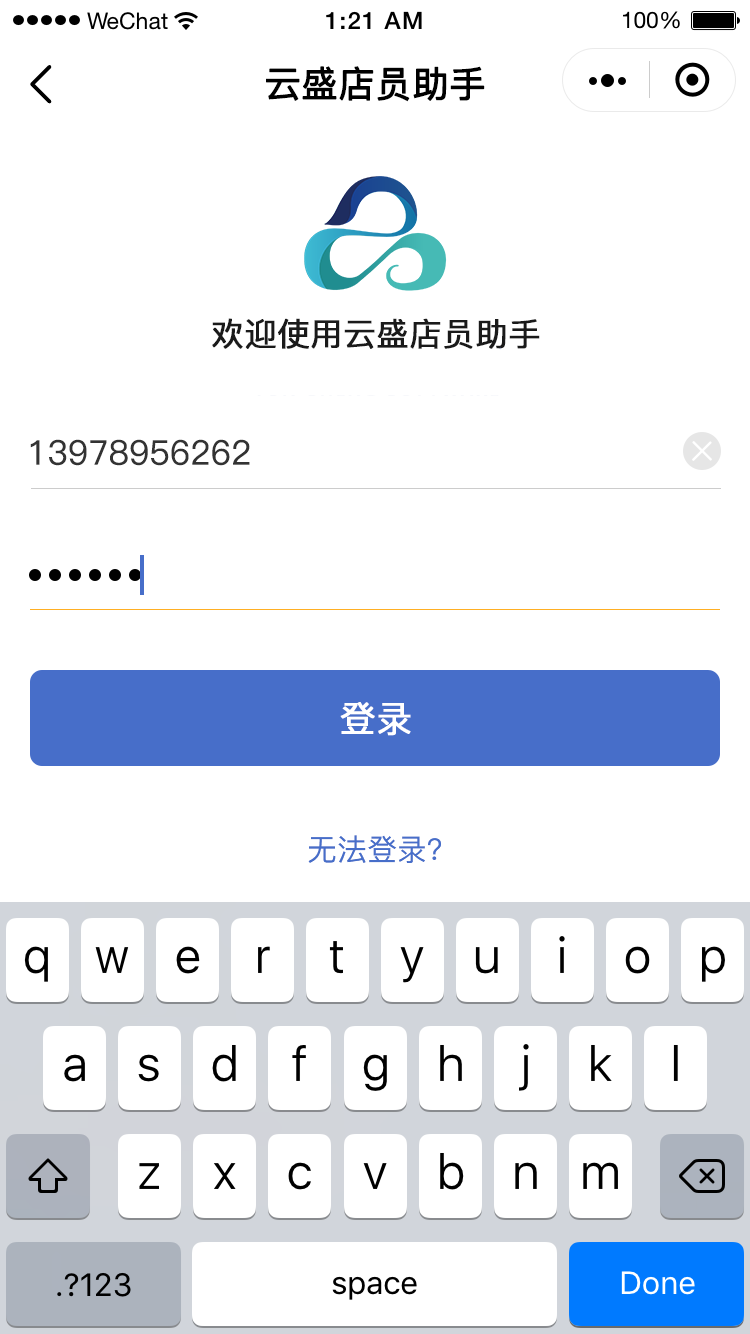 ●●●●● WeChat 1:21 AM 100%
云盛店员助手
欢迎使用云盛店员助手
13978956262
••••••
登录
无法登录?
q w e r t y u i o p
a s d f g h j k l
z x c v b n m
.?123 space Done